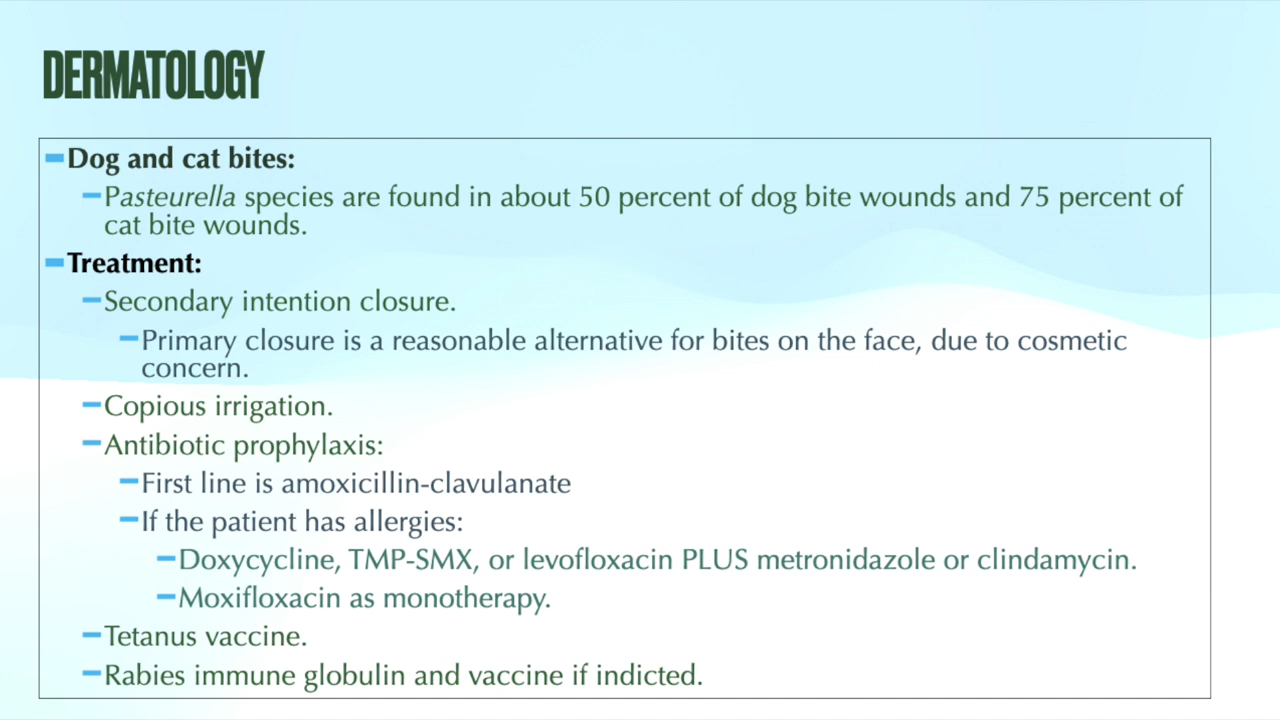 DERMATOLOGY
Dog and cat bites:
Pasteurella species are found in about 50 percent of dog bite wounds and 75 percent of
cat bite wounds.
Treatment:
Secondary intention closure.
Primary closure is a reasonable alternative for bites on the face, due to cosmetic
concern.
Copious irrigation.
Antibiotic prophylaxis:
First line is amoxicillin-clavulanate
If the patient has allergies:
Doxycycline, TMP-SMX, or levofloxacin PLUS metronidazole or clindamycin.
Moxifloxacin as monotherapy.
Tetanus vaccine.
Rabies immune globulin and vaccine if indicted.